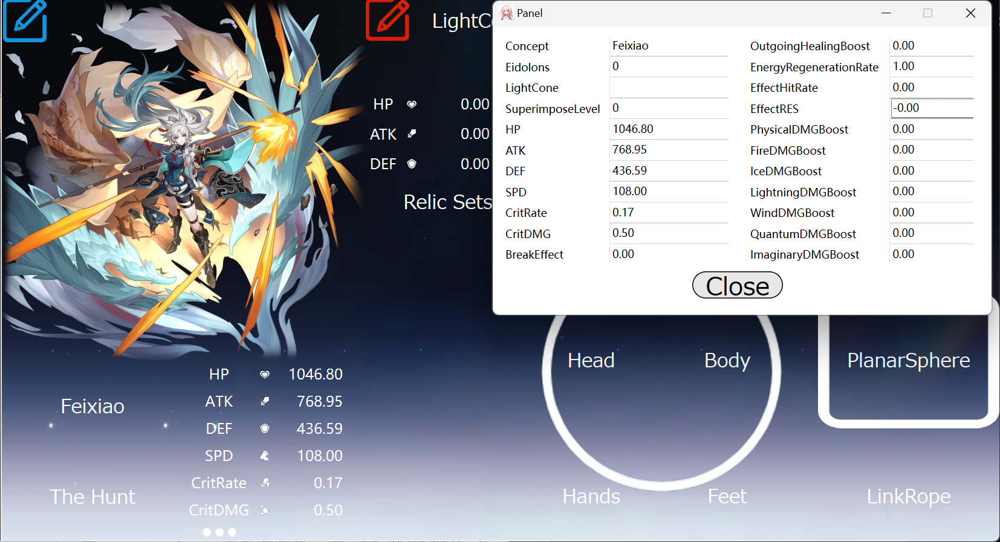 LightCo
HP 0.00
ATK 0.00
DEF 0.00
Relic Sets
Panel
Concept Feixiao
Eidolons 0
LightCone
SuperimposeLevel 0
HP 1046.80
ATK 768.95
DEF 436.59
SPD 108.00
CritRate 0.17
CritDMG 0.50
BreakEffect 0.00
OutgoingHealingBoost 0.00
EnergyRegenerationRate 1.00
EffectHitRate 0.00
EffectRES -0.00
PhysicalDMGBoost 0.00
FireDMGBoost 0.00
IceDMGBoost 0.00
LightningDMGBoost 0.00
WindDMGBoost 0.00
QuantumDMGBoost 0.00
ImaginaryDMGBoost 0.00
Close
Feixiao
The Hunt
HP 1046.80
ATK 768.95
DEF 436.59
SPD 108.00
CritRate 0.17
CritDMG 0.50
Head Body PlanarSphere
Hands Feet LinkRope